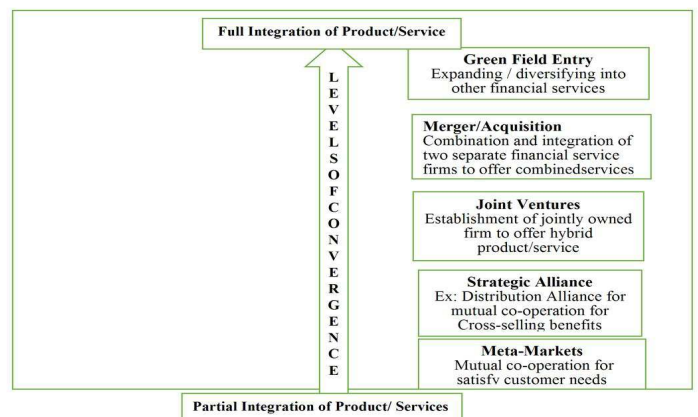 Full Integration of Product/Service
Green Field Entry
Expanding / diversifying into
other financial services
Merger/Acquisition
Combination and integration of
two separate financial service
firms to offer combinedservices
Joint Ventures
Establishment of jointly owned
firm to offer hybrid
product/service
Strategic Alliance
Ex: Distribution Alliance for
mutual co-operation for
Cross-selling benefits
Meta-Markets
Mutual co-operation for
satisfy customer needs
L
E
V
E
L
S
O
F
C
O
N
V
E
R
G
E
N
C
E
Partial Integration of Product/ Services